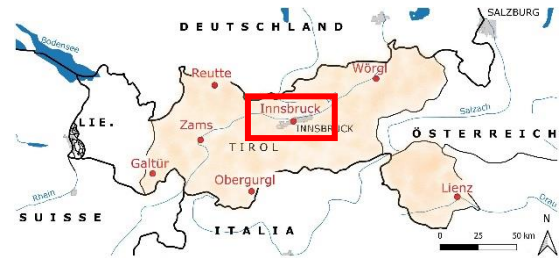 DEUTSCHLAND
SALZBURG
Bodensee
Reutte
Wörgl
Innsbruck
INNSBRUCK
Salzach
LIE.
Zams
TIROL
ÖSTERREICH
Galtür
Obergurgl
Lienz
Rhein
Drau
SUISSE
ITALIA
N
0 25 50 km